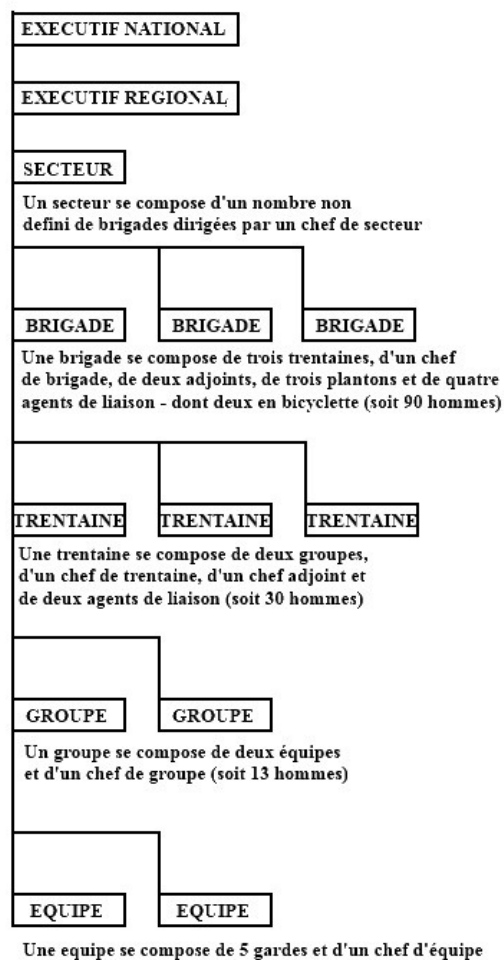 EXECUTIF NATIONAL
EXECUTIF REGIONAL
SECTEUR
Un secteur se compose d'un nombre non
defini de brigades dirigées par un chef de secteur
BRIGADE BRIGADE BRIGADE
Une brigade se compose de trois trentaines, d'un chef
de brigade, de deux adjoints, de trois plantons et de quatre
agents de liaison - dont deux en bicyclette (soit 90 hommes)
TRENTAINE TRENTAINE TRENTAINE
Une trentaine se compose de deux groupes,
d'un chef de trentaine, d'un chef adjoint et
de deux agents de liaison (soit 30 hommes)
GROUPE GROUPE
Un groupe se compose de deux équipes
et d'un chef de groupe (soit 13 hommes)
EQUIPE EQUIPE
Une equipe se compose de 5 gardes et d'un chef d'équipe